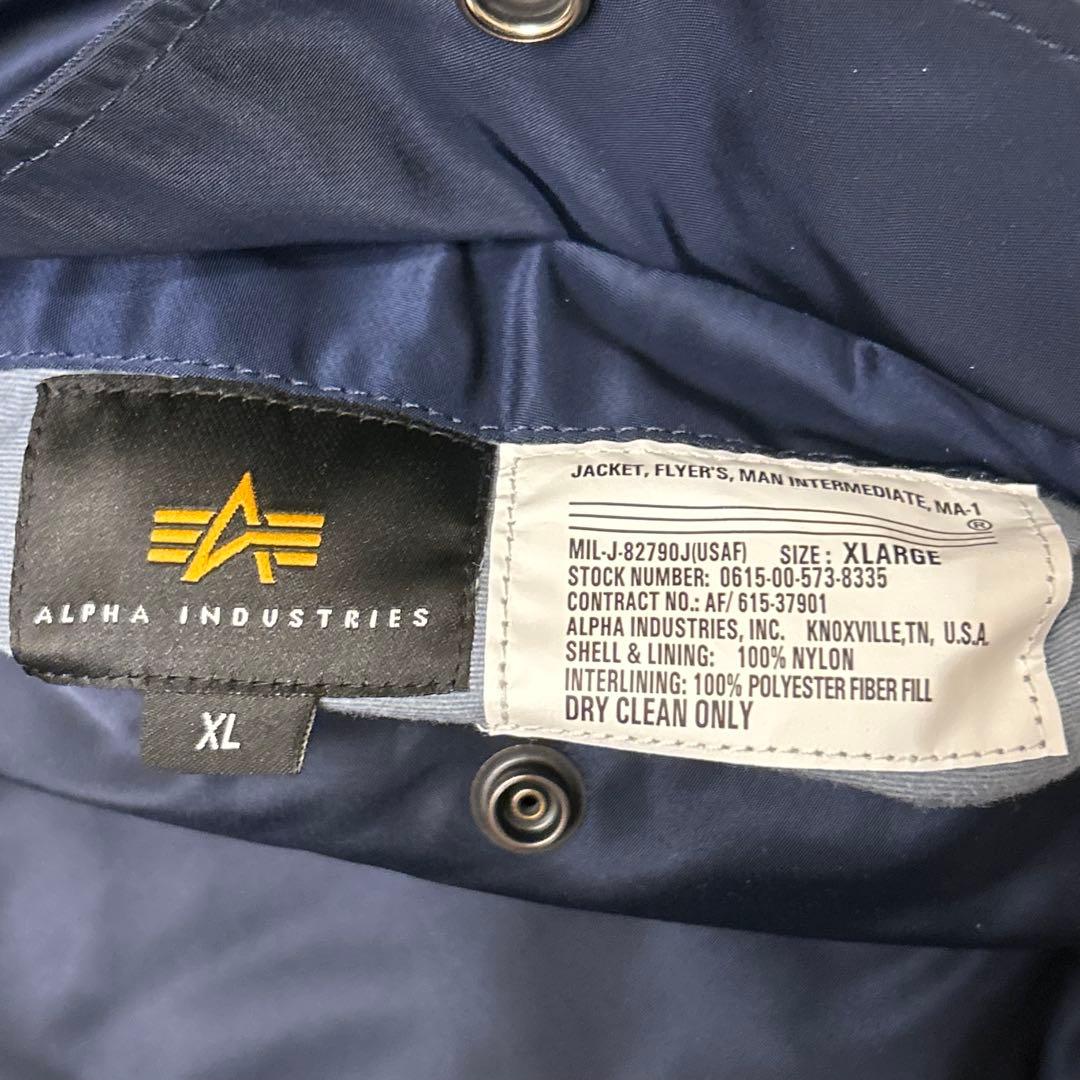 ALPHA INDUSTRIES
XL
JACKET, FLYER'S, MAN INTERMEDIATE, MA-1
®
MIL-J-82790J(USAF) SIZE: XLARGE
STOCK NUMBER: 0615-00-573-8335
CONTRACT NO.: AF/ 615-37901
ALPHA INDUSTRIES, INC. KNOXVILLE,TN, U.S.A.
SHELL & LINING: 100% NYLON
INTERLINING: 100% POLYESTER FIBER FILL
DRY CLEAN ONLY